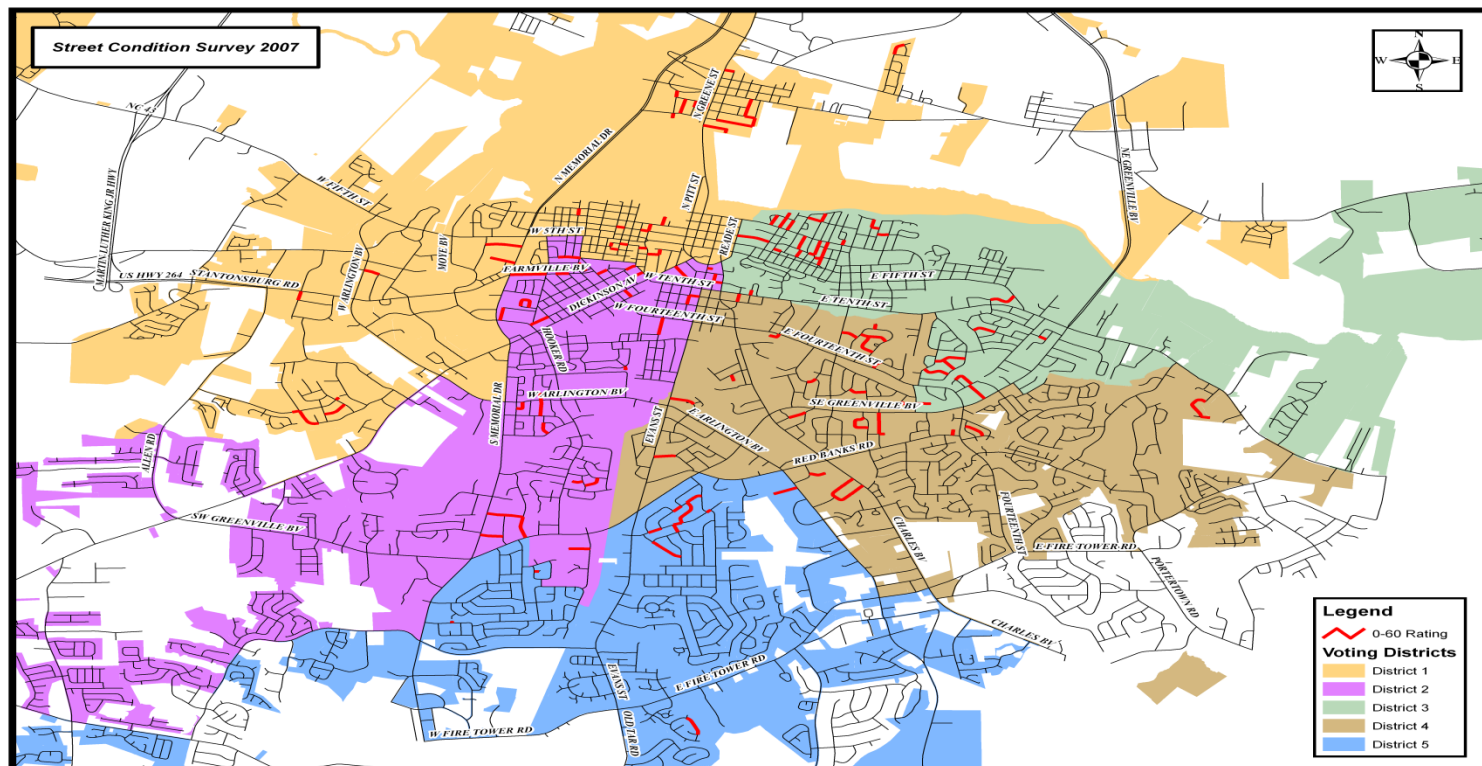 Street Condition Survey 2007
N
W E
S
NC 43
MARTIN LUTHER KING JR HWY
W FIFTH ST
N MEMORIAL DR
N GREENE ST
NE GREENVILLE BV
N PITT ST
READE ST
MOYE BV
W ARLINGTON BV
W 5TH ST
US HWY 264
STANTONSBURG RD
FARMVILLE BV
DICKINSON AV
W TENTH ST
E FIFTH ST
E TENTH ST
W FOURTEENTH ST
E FOURTEENTH ST
HOOKER RD
W ARLINGTON BV
S MEMORIAL DR
EVANS ST
E ARLINGTON BV
SE GREENVILLE BV
RED BANKS RD
ALLEN RD
SW GREENVILLE BV
CHARLES BV
FOURTEENTH ST
E FIRE TOWER RD
PORTERTOWN RD
CHARLES BL
EVANS ST
OLD TAR RD
E FIRE TOWER RD
W FIRE TOWER RD
Legend
0-60 Rating
Voting Districts
District 1
District 2
District 3
District 4
District 5